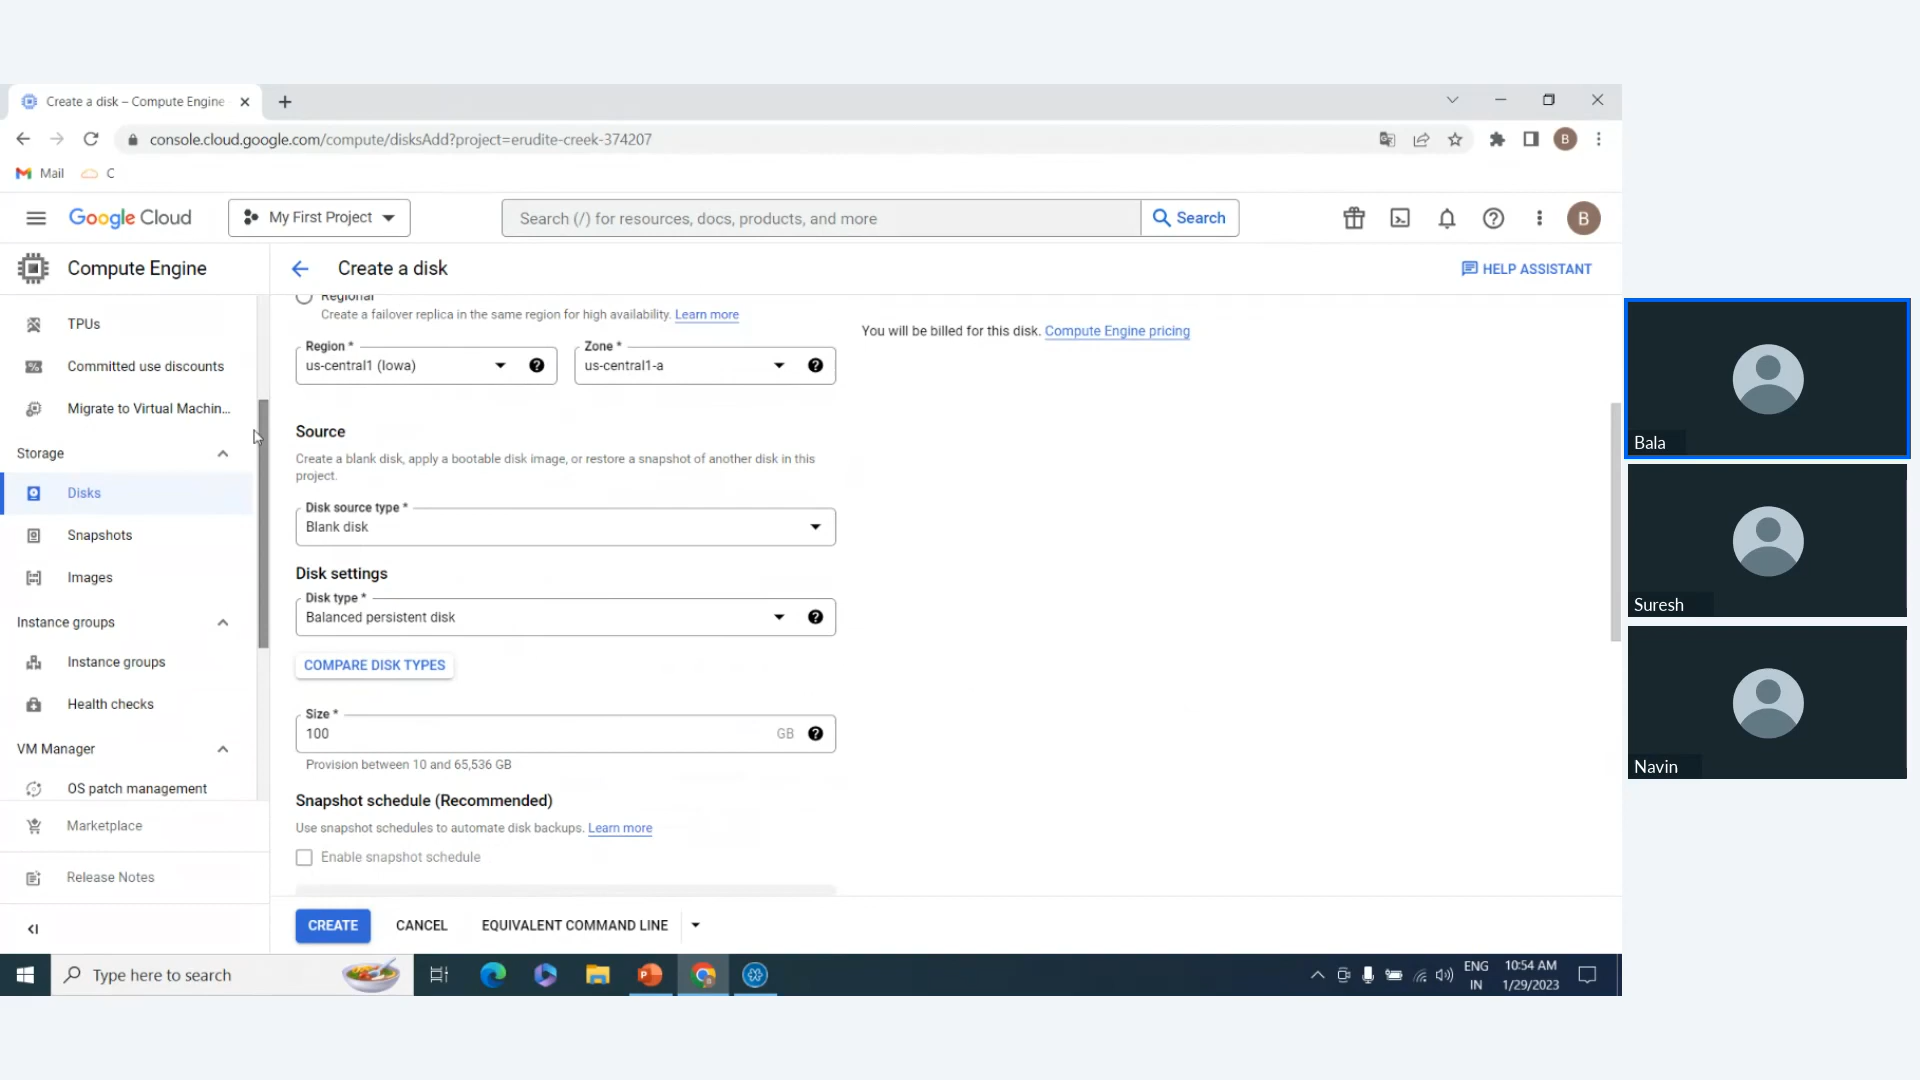 Create a disk – Compute Engine
console.cloud.google.com/compute/disksAdd?project=erudite-creek-374207
B
Mail
C
Google Cloud
My First Project
Search (/) for resources, docs, products, and more
Search
B
Compute Engine
Create a disk
HELP ASSISTANT
TPUs
Committed use discounts
Migrate to Virtual Machin...
Storage
Disks
Snapshots
Images
Instance groups
Instance groups
Health checks
VM Manager
OS patch management
Marketplace
Release Notes
Regional
Create a failover replica in the same region for high availability. Learn more
Region *
us-central1 (Iowa)
Zone *
us-central1-a
Source
Create a blank disk, apply a bootable disk image, or restore a snapshot of another disk in this
project.
Disk source type *
Blank disk
Disk settings
Disk type *
Balanced persistent disk
COMPARE DISK TYPES
Size *
100
GB
Provision between 10 and 65,536 GB
Snapshot schedule (Recommended)
Use snapshot schedules to automate disk backups. Learn more
Enable snapshot schedule
You will be billed for this disk. Compute Engine pricing
CREATE
CANCEL
EQUIVALENT COMMAND LINE
Type here to search
ENG
IN
10:54 AM
1/29/2023
Bala
Suresh
Navin